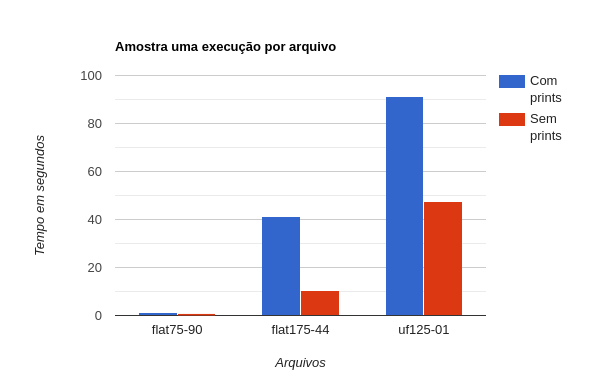 Amostra uma execução por arquivo
100
80
60
40
20
0
Tempo em segundos
flat75-90
flat175-44
uf125-01
Arquivos
Com
prints
Sem
prints